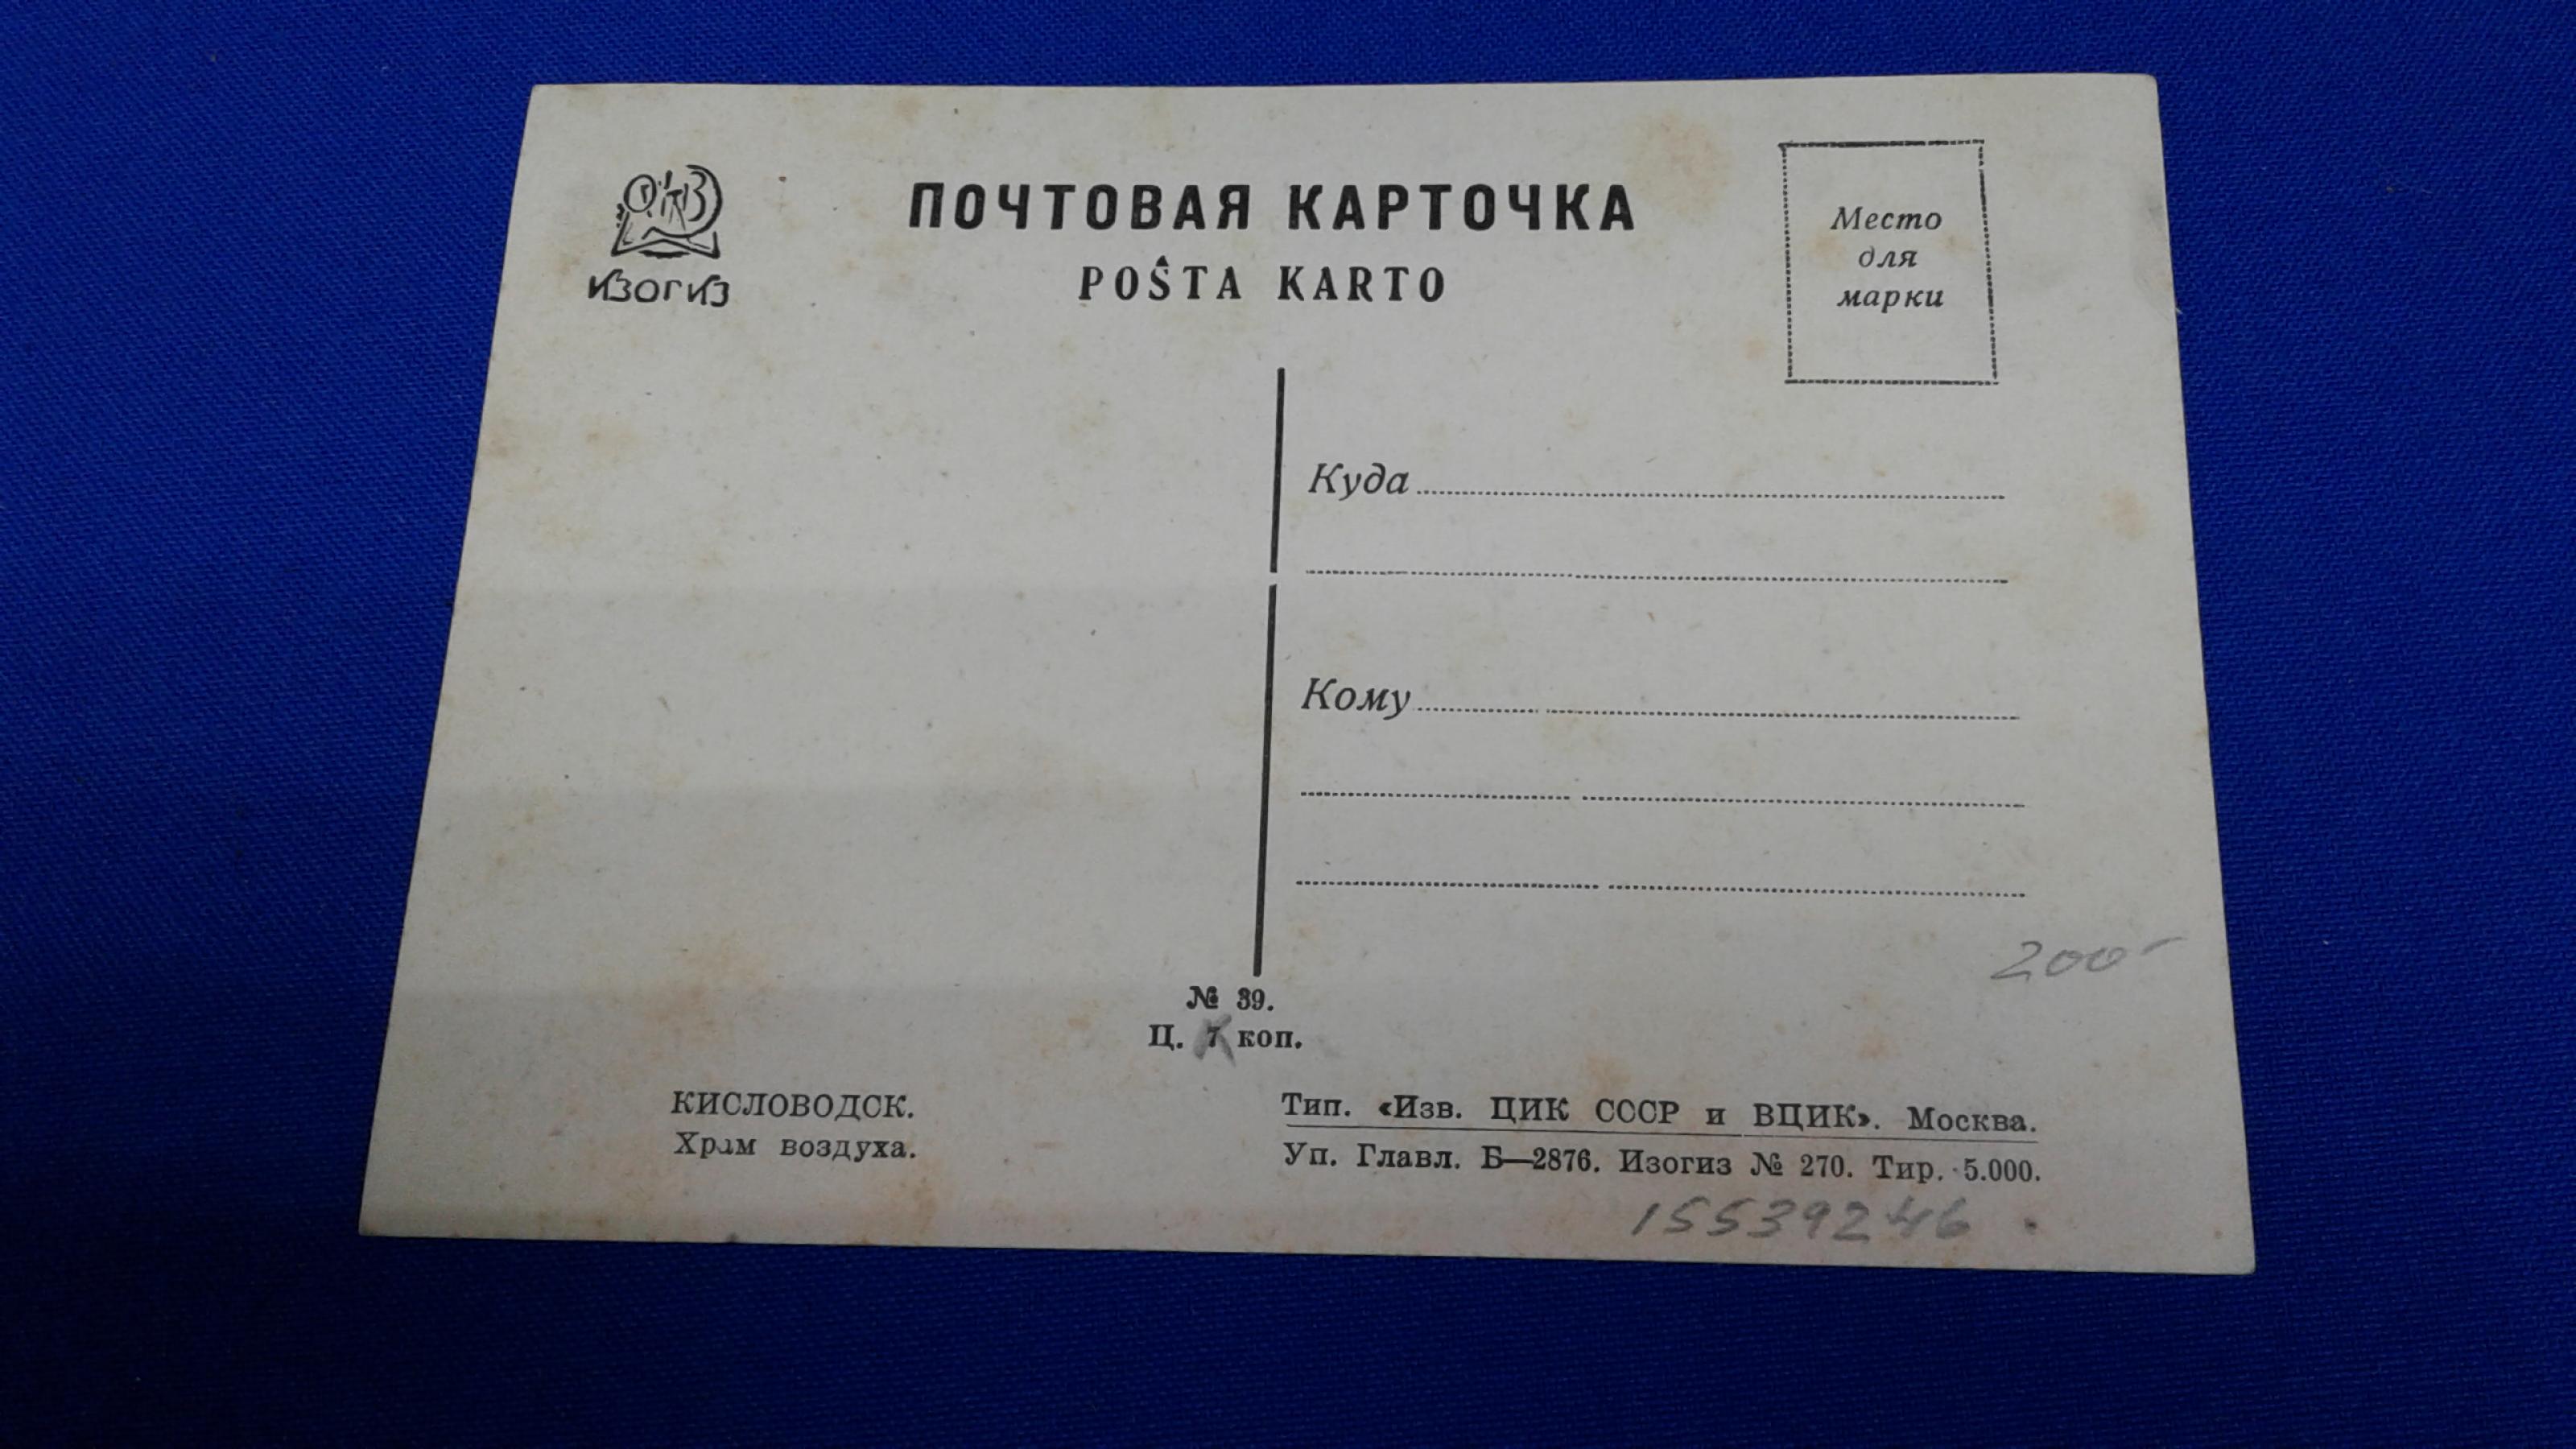 ИЗОГИЗ
ПОЧТОВАЯ КАРТОЧКА
POŜTA KARTO
Место
для
марки
Куда
Кому
200-
№ 39.
Ц. 7 коп.
КИСЛОВОДСК.
Храм воздуха.
Тип. «Изв. ЦИК СССР и ВЦИК». Москва.
Уп. Главл. Б—2876. Изогиз № 270. Тир. 5.000.
15539246